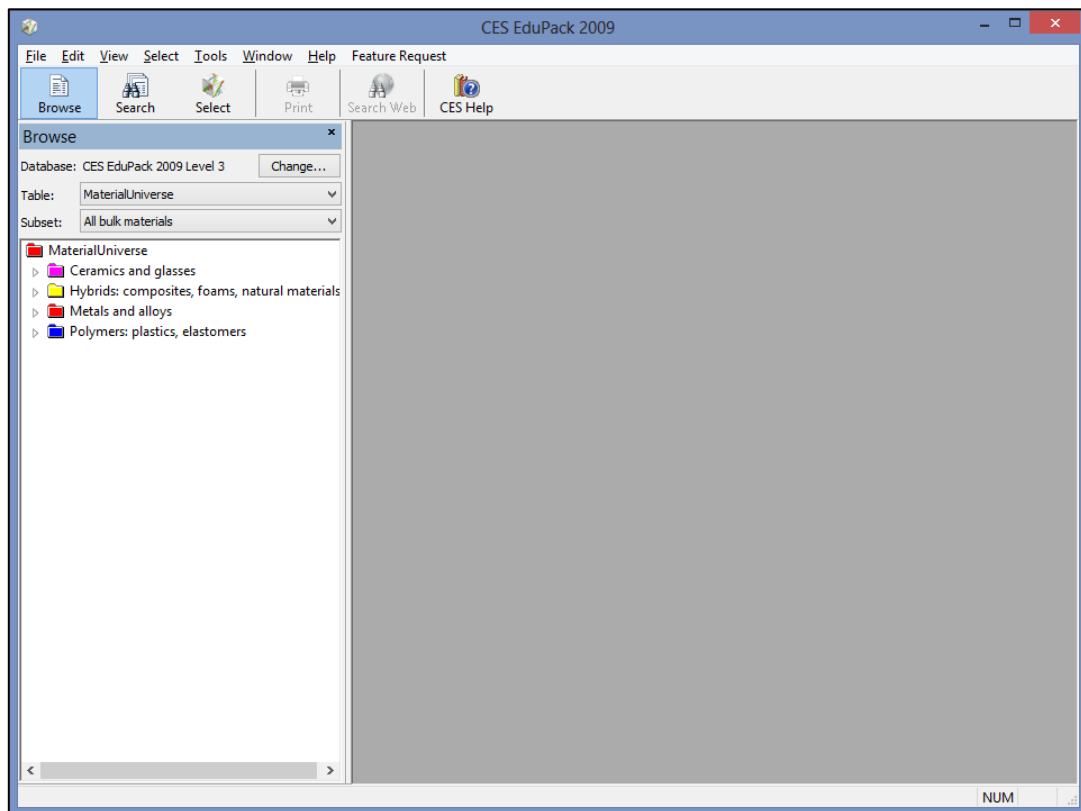 CES EduPack 2009
File Edit View Select Tools Window Help Feature Request
Browse Search Select Print Search Web CES Help
Browse
Database: CES EduPack 2009 Level 3 Change...
Table: MaterialUniverse
Subset: All bulk materials
MaterialUniverse
Ceramics and glasses
Hybrids: composites, foams, natural materials
Metals and alloys
Polymers: plastics, elastomers
NUM